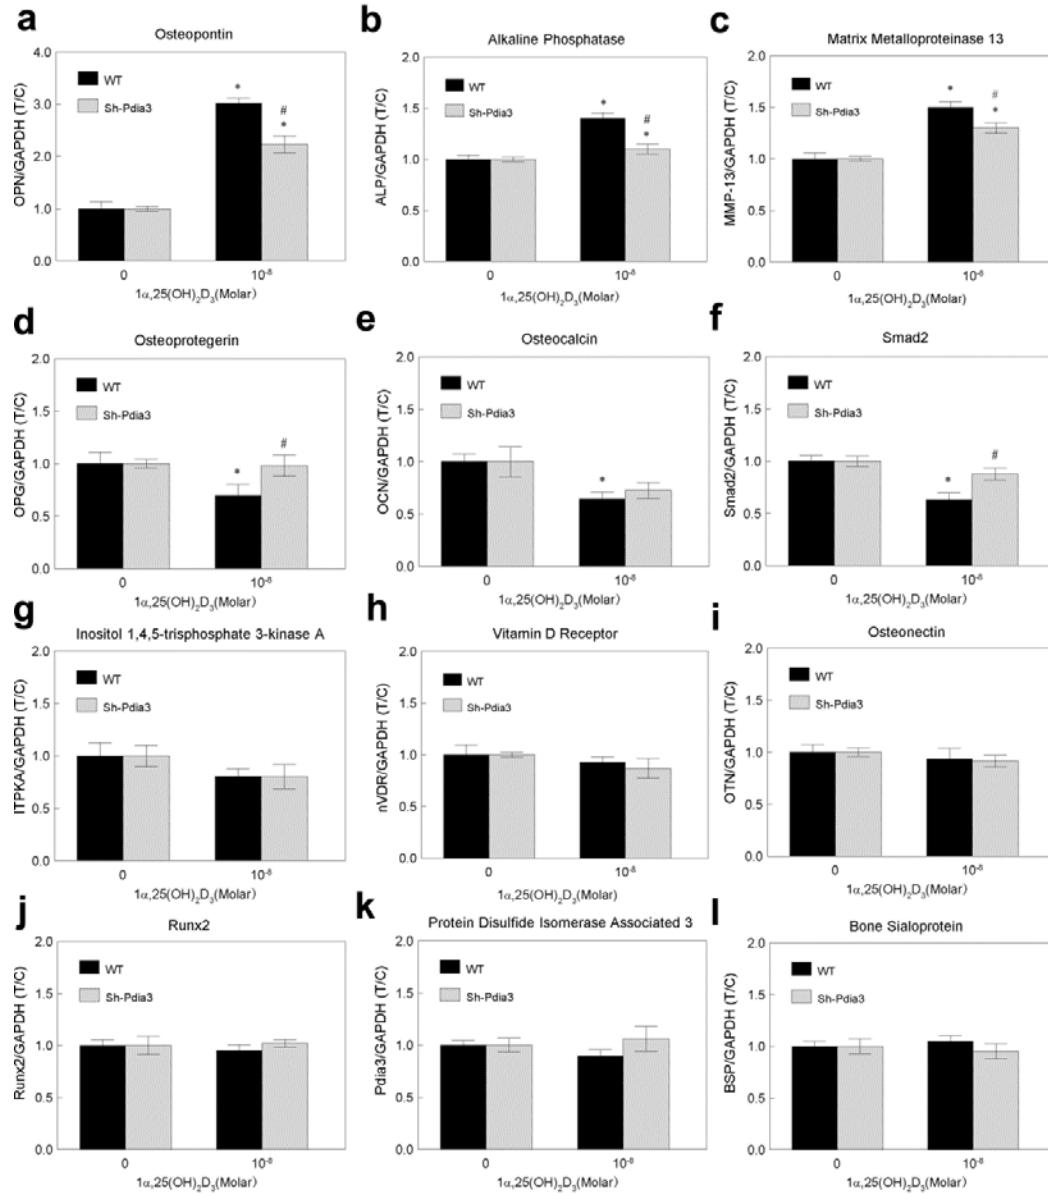 a
Osteopontin
OPN/GAPDH (T/C)
4.0
3.0
2.0
1.0
0.0
WT
Sh-Pdia3
*
#
*
0
10⁻⁸
1α,25(OH)₂D₃(Molar)
b
Alkaline Phosphatase
ALP/GAPDH (T/C)
2.0
1.5
1.0
0.5
0.0
WT
Sh-Pdia3
*
#
*
0
10⁻⁸
1α,25(OH)₂D₃(Molar)
c
Matrix Metalloproteinase 13
MMP-13/GAPDH (T/C)
2.0
1.5
1.0
0.5
0.0
WT
Sh-Pdia3
*
#
*
0
10⁻⁸
1α,25(OH)₂D₃(Molar)
d
Osteoprotegerin
OPG/GAPDH (T/C)
2.0
1.5
1.0
0.5
0.0
WT
Sh-Pdia3
*
#
0
10⁻⁸
1α,25(OH)₂D₃(Molar)
e
Osteocalcin
OCN/GAPDH (T/C)
2.0
1.5
1.0
0.5
0.0
WT
Sh-Pdia3
*
0
10⁻⁸
1α,25(OH)₂D₃(Molar)
f
Smad2
Smad2/GAPDH (T/C)
2.0
1.5
1.0
0.5
0.0
WT
Sh-Pdia3
*
#
0
10⁻⁸
1α,25(OH)₂D₃(Molar)
g
Inositol 1,4,5-trisphosphate 3-kinase A
ITPKA/GAPDH (T/C)
2.0
1.5
1.0
0.5
0.0
WT
Sh-Pdia3
0
10⁻⁸
1α,25(OH)₂D₃(Molar)
h
Vitamin D Receptor
nVDR/GAPDH (T/C)
2.0
1.5
1.0
0.5
0.0
WT
Sh-Pdia3
0
10⁻⁸
1α,25(OH)₂D₃(Molar)
i
Osteonectin
OTN/GAPDH (T/C)
2.0
1.5
1.0
0.5
0.0
WT
Sh-Pdia3
0
10⁻⁸
1α,25(OH)₂D₃(Molar)
j
Runx2
Runx2/GAPDH (T/C)
2.0
1.5
1.0
0.5
0.0
WT
Sh-Pdia3
0
10⁻⁸
1α,25(OH)₂D₃(Molar)
k
Protein Disulfide Isomerase Associated 3
Pdia3/GAPDH (T/C)
2.0
1.5
1.0
0.5
0.0
WT
Sh-Pdia3
0
10⁻⁸
1α,25(OH)₂D₃(Molar)
l
Bone Sialoprotein
BSP/GAPDH (T/C)
2.0
1.5
1.0
0.5
0.0
WT
Sh-Pdia3
0
10⁻⁸
1α,25(OH)₂D₃(Molar)